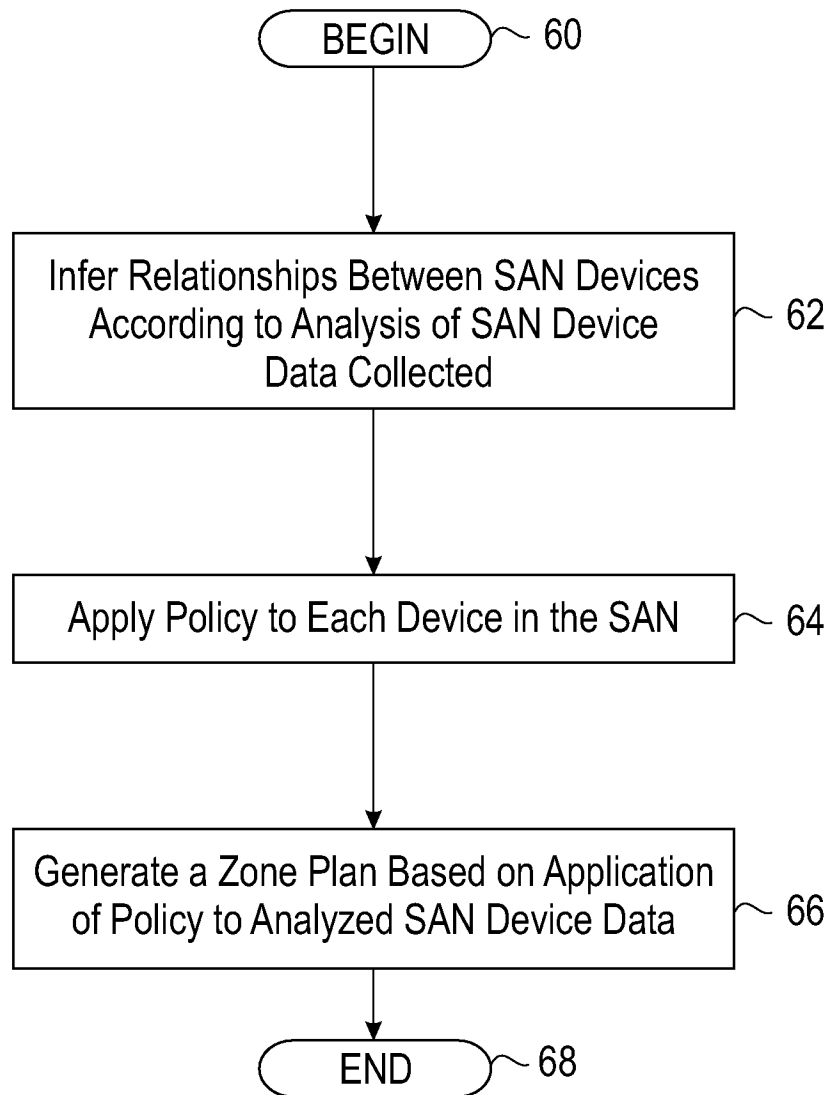 BEGIN 60
Infer Relationships Between SAN Devices
According to Analysis of SAN Device
Data Collected
62
Apply Policy to Each Device in the SAN 64
Generate a Zone Plan Based on Application
of Policy to Analyzed SAN Device Data
66
END 68